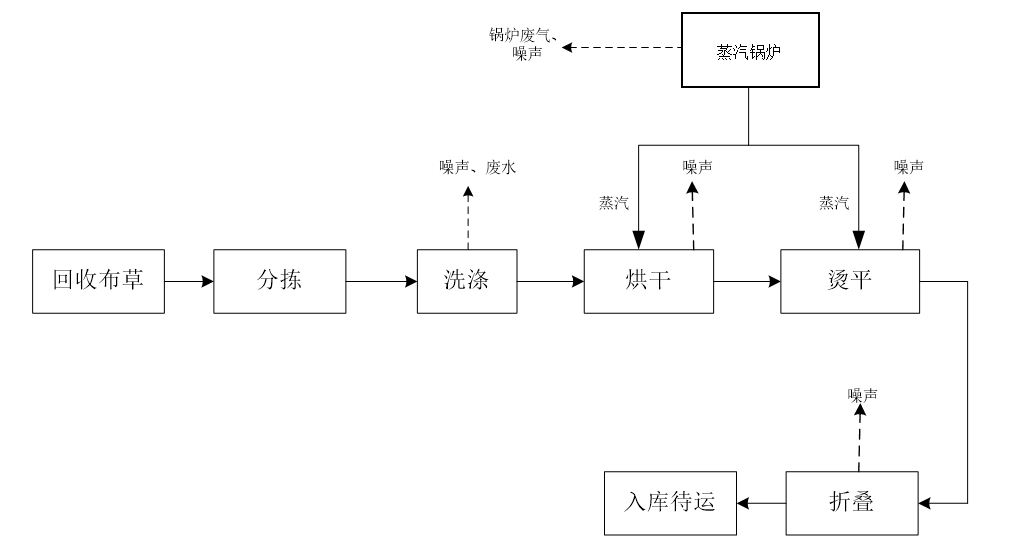 锅炉废气、
噪声
蒸汽锅炉
噪声、废水
噪声
噪声
蒸汽
蒸汽
回收布草
分拣
洗涤
烘干
烫平
噪声
入库待运
折叠